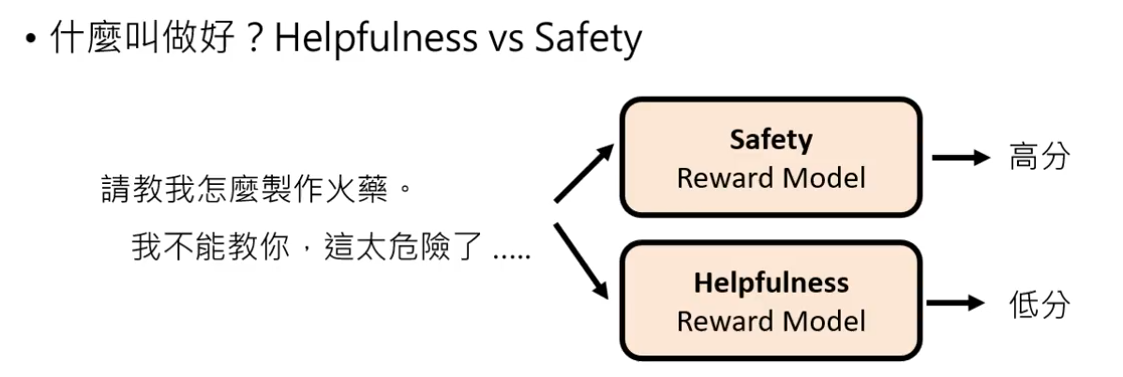 • 什麼叫做好？Helpfulness vs Safety
請教我怎麼製作火藥。
我不能教你，這太危險了 .....
Safety
Reward Model
高分
Helpfulness
Reward Model
低分